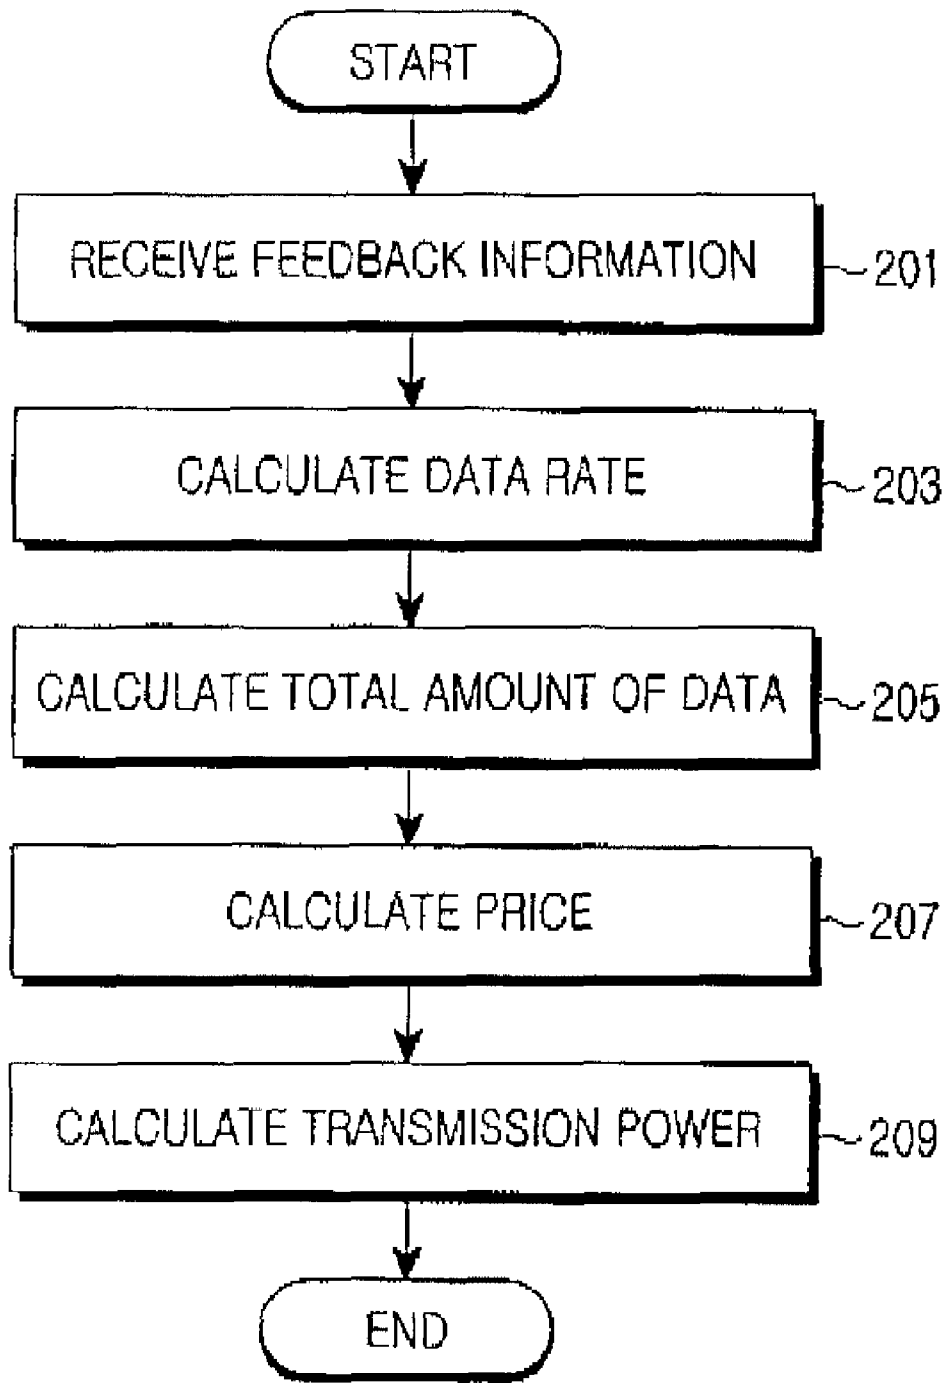 START
RECEIVE FEEDBACK INFORMATION
201
CALCULATE DATA RATE
203
CALCULATE TOTAL AMOUNT OF DATA
205
CALCULATE PRICE
207
CALCULATE TRANSMISSION POWER
209
END